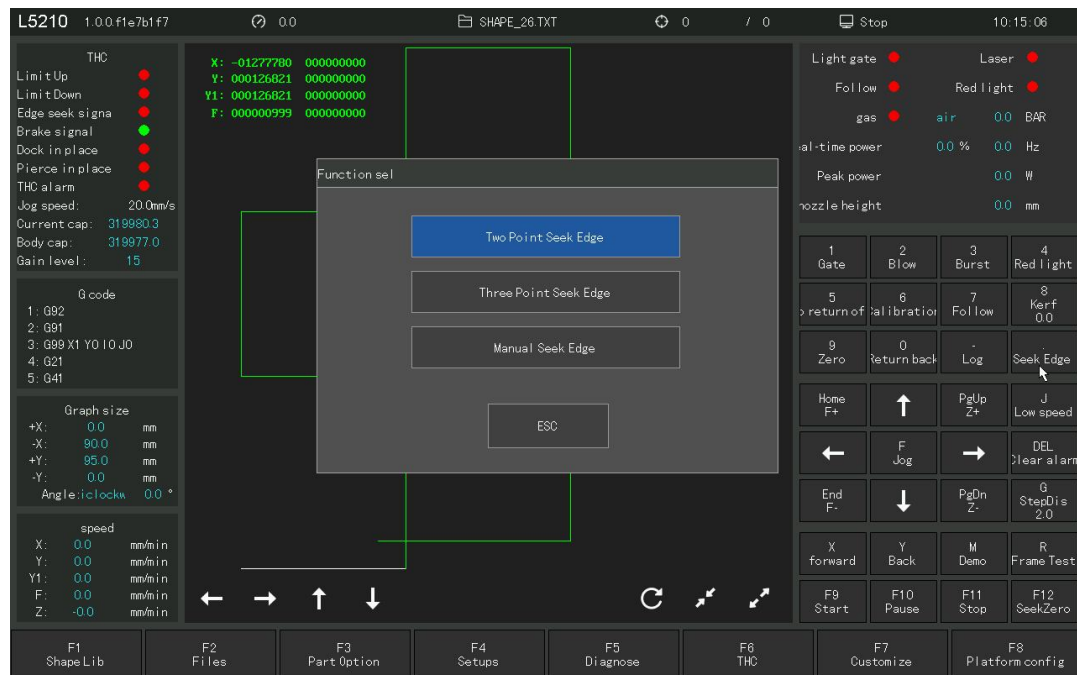 L5210 1.0.0.f1e7b1f7 0.0 SHAPE_26.TXT 0 / 0 Stop 10:15:06
THC
LimitUp
LimitDown
Edge seek signa
Brake signal
Dock in place
Pierce in place
THC alarm
Jog speed: 20.0mm/s
Current cap: 319980.3
Body cap: 319977.0
Gain level: 15
G code
1: G92
2: G91
3: G99 X1 Y0 I0 J0
4: G21
5: G41
Graph size
+X: 0.0 mm
-X: 90.0 mm
+Y: 95.0 mm
-Y: 0.0 mm
Angle:iclockw 0.0 °
speed
X: 0.0 mm/min
Y: 0.0 mm/min
Y1: 0.0 mm/min
F: 0.0 mm/min
Z: -0.0 mm/min
X: -01277780 000000000
Y: 000126821 000000000
Y1: 000126821 000000000
F: 000000999 000000000
Function sel
Two Point Seek Edge
Three Point Seek Edge
Manual Seek Edge
ESC
Light gate Laser
Follow Red light
gas air 0.0 BAR
al-time power 0.0 % 0.0 Hz
Peak power 0.0 W
nozzle height 0.0 mm
1 2 3 4
Gate Blow Burst Red light
5 6 7 8
o return of Calibration Follow Kerf
0.0
9 0 - .
Zero Return back Log Seek Edge
Home PgUp J
F+ Z+ Low speed
F DEL
Jog Clear alarm
End PgDn G
F- Z- StepDis
2.0
X Y M R
forward Back Demo Frame Test
F9 F10 F11 F12
Start Pause Stop SeekZero
F1 F2 F3 F4 F5 F6 F7 F8
Shape Lib Files Part Option Setups Diagnose THC Customize Platform config